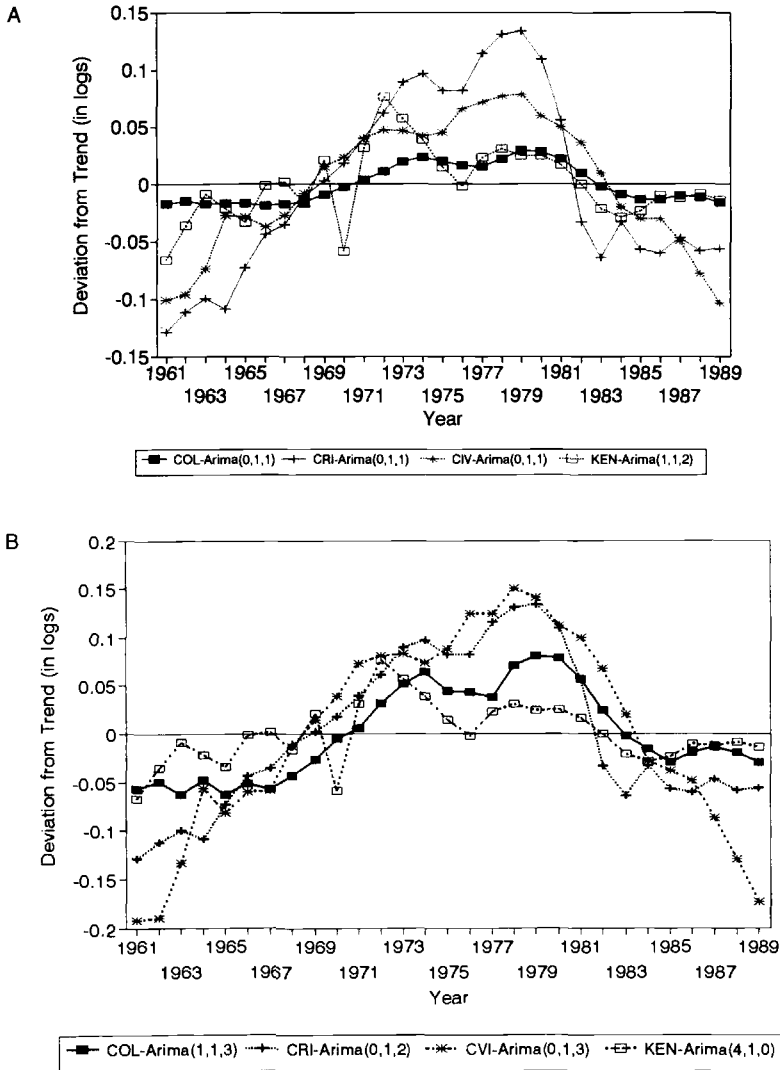 A
Deviation from Trend (in logs)
0.15
0.1
0.05
0
-0.05
-0.1
-0.15
1961 1965 1969 1973 1977 1981 1985 1989
1963 1967 1971 1975 1979 1983 1987
Year
COL-Arima(0,1,1) CRI-Arima(0,1,1) CIV-Arima(0,1,1) KEN-Arima(1,1,2)
B
Deviation from Trend (in logs)
0.2
0.15
0.1
0.05
0
-0.05
-0.1
-0.15
-0.2
1961 1965 1969 1973 1977 1981 1985 1989
1963 1967 1971 1975 1979 1983 1987
Year
COL-Arima(1,1,3) CRI-Arima(0,1,2) CVI-Arima(0,1,3) KEN-Arima(4,1,0)